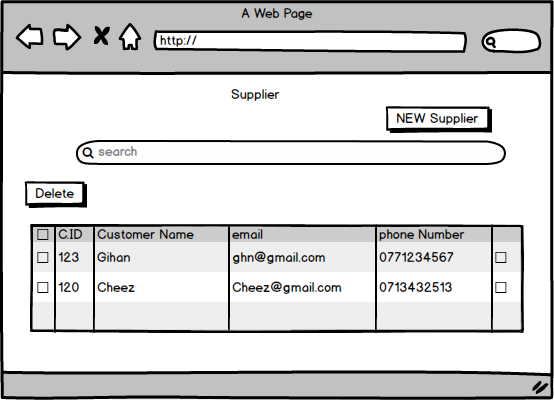 A Web Page
http://
Supplier
NEW Supplier
search
Delete
C.ID Customer Name email phone Number
123 Gihan ghn@gmail.com 0771234567
120 Cheez Cheez@gmail.com 0713432513